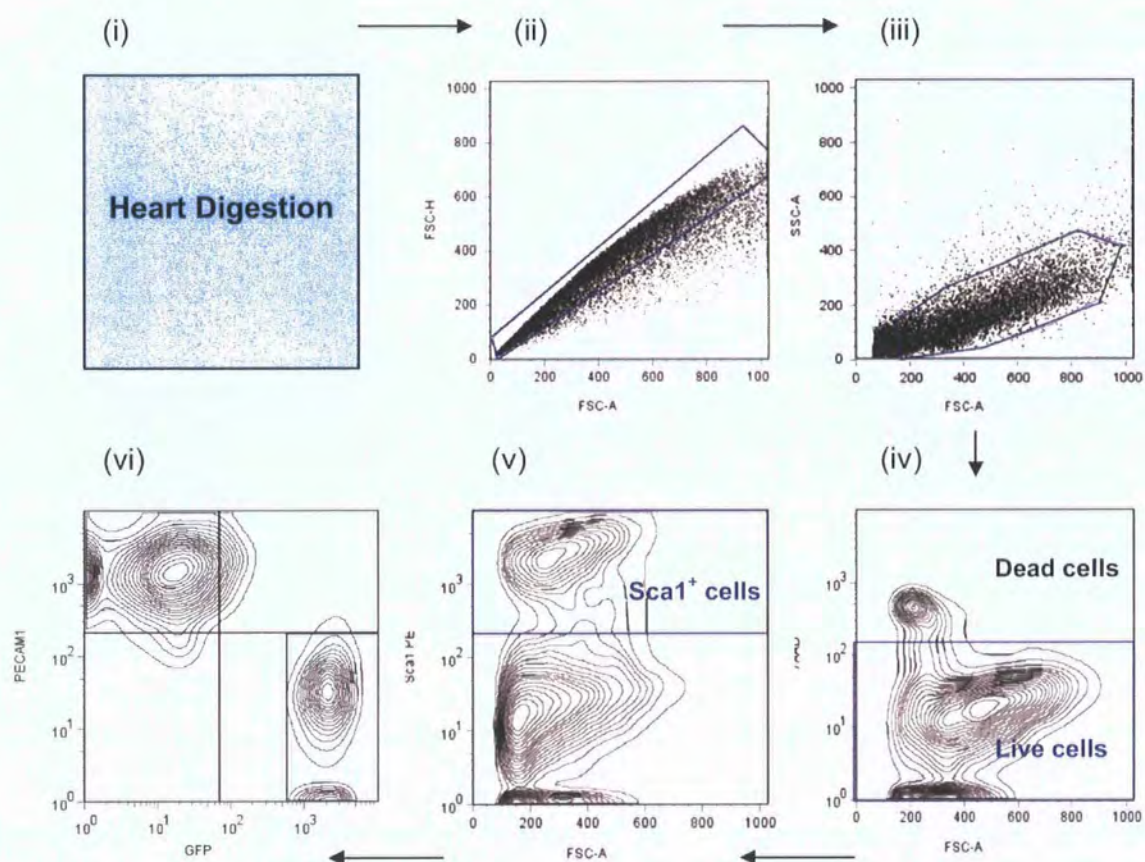 (i)
(ii)
(iii)
Heart Digestion
1000
800
600
400
200
0
FSC-H
0 200 400 600 800 100
FSC-A
1000
800
600
400
200
0
SSC-A
0 200 400 600 800 1000
FSC-A
(vi)
(v)
(iv)
10³
10²
10¹
10⁰
PECAM1
10⁰ 10¹ 10² 10³
GFP
10³
10²
10¹
10⁰
Sca1 PE
Sca1⁺ cells
0 200 400 600 800 1000
FSC-A
10³
10²
10¹
10⁰
Dead cells
Live cells
0 200 400 600 800 1000
FSC-A